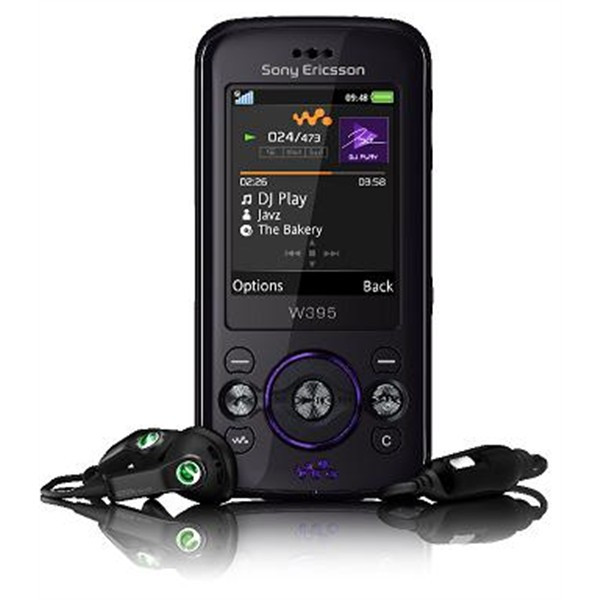 Sony Ericsson
09:48
024/473
DJ PLAY
02:26 03:58
DJ Play
Javz
The Bakery
Options Back
W395
C